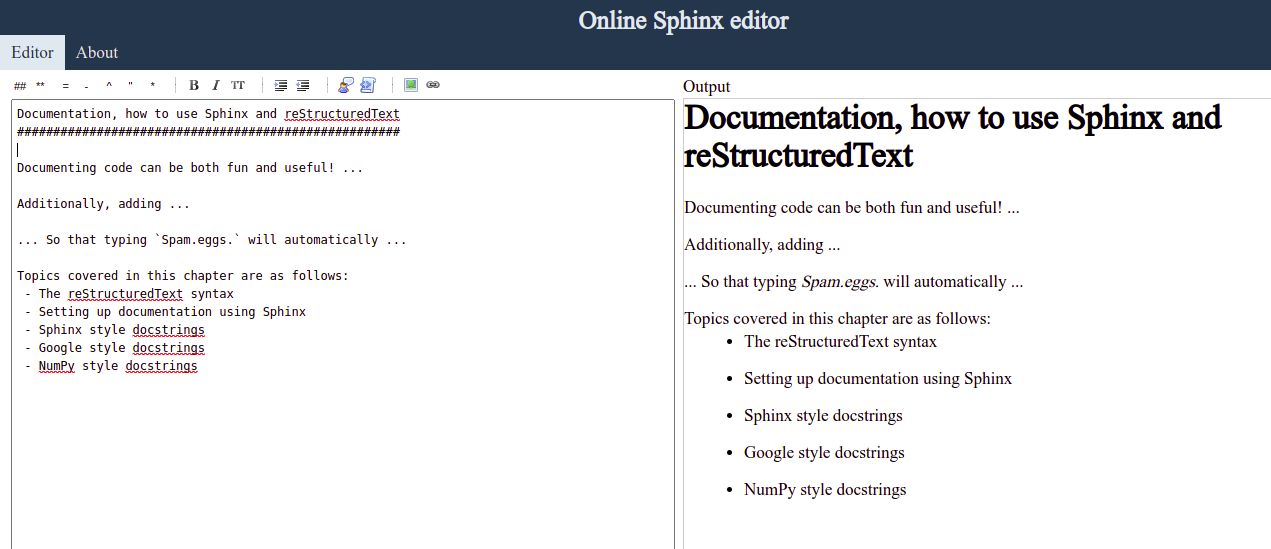 Online Sphinx editor
Editor About
## ** = - ^ " * B I TT
Documentation, how to use Sphinx and reStructuredText
#####################################################
Documenting code can be both fun and useful! ...
Additionally, adding ...
... So that typing `Spam.eggs.` will automatically ...
Topics covered in this chapter are as follows:
- The reStructuredText syntax
- Setting up documentation using Sphinx
- Sphinx style docstrings
- Google style docstrings
- NumPy style docstrings
Output
Documentation, how to use Sphinx and
reStructuredText
Documenting code can be both fun and useful! ...
Additionally, adding ...
... So that typing Spam.eggs. will automatically ...
Topics covered in this chapter are as follows:
• The reStructuredText syntax
• Setting up documentation using Sphinx
• Sphinx style docstrings
• Google style docstrings
• NumPy style docstrings